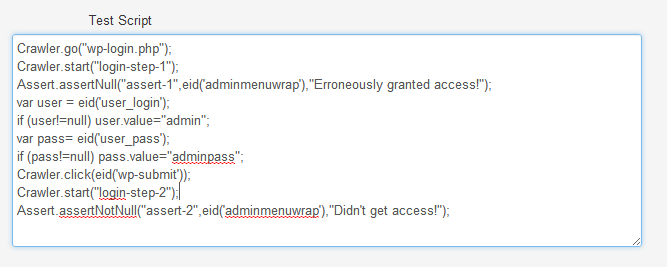 Test Script
Crawler.go("wp-login.php");
Crawler.start("login-step-1");
Assert.assertNull("assert-1",eid('adminmenuwrap'),"Erroneously granted access!");
var user = eid('user_login');
if (user!=null) user.value="admin";
var pass= eid('user_pass');
if (pass!=null) pass.value="adminpass";
Crawler.click(eid('wp-submit'));
Crawler.start("login-step-2");
Assert.assertNotNull("assert-2",eid('adminmenuwrap'),"Didn't get access!");